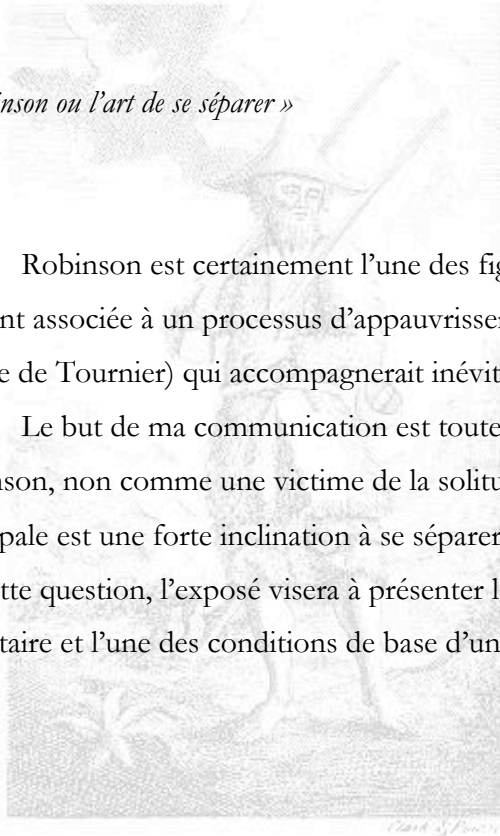 inson ou l’art de se séparer »
Robinson est certainement l’une des fig
nt associée à un processus d’appauvrisser
e de Tournier) qui accompagnerait inévit
Le but de ma communication est toute
nson, non comme une victime de la solitu
pale est une forte inclination à se séparer
tte question, l’exposé visera à présenter l
taire et l’une des conditions de base d’un